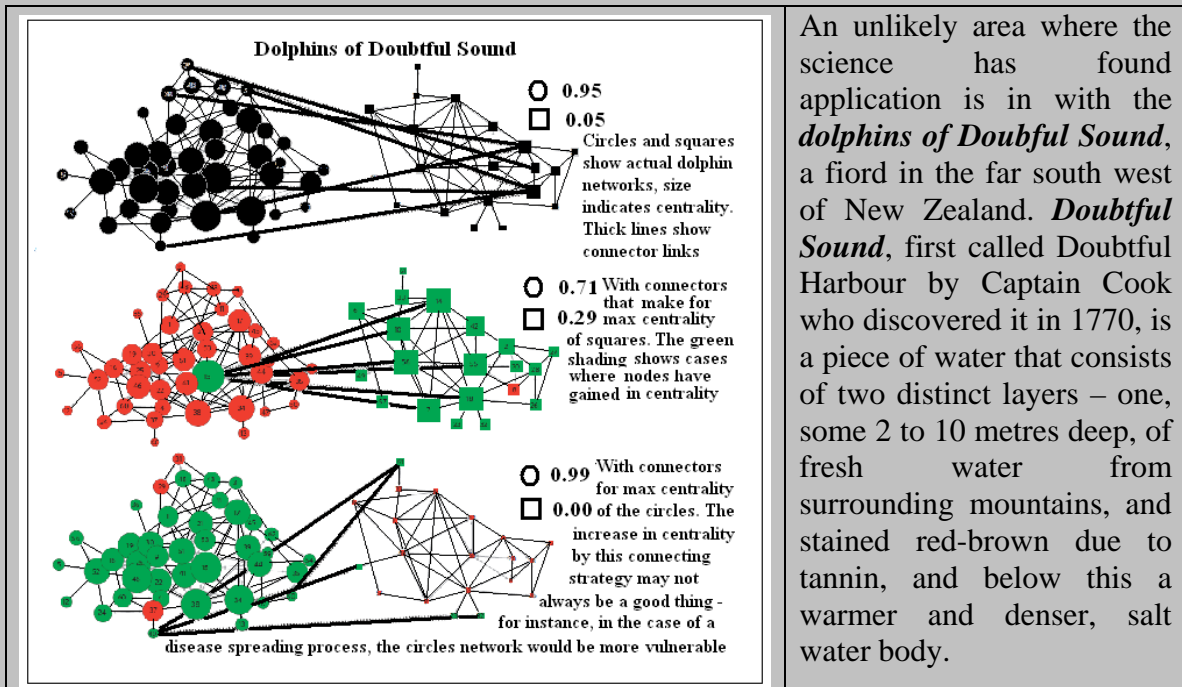 Dolphins of Doubtful Sound
0.95
0.05
Circles and squares
show actual dolphin
networks, size
indicates centrality.
Thick lines show
connector links
0.71 With connectors
that make for
0.29 max centrality
of squares. The green
shading shows cases
where nodes have
gained in centrality
0.99 With connectors
for max centrality
0.00 of the circles. The
increase in centrality
by this connecting
strategy may not
always be a good thing -
for instance, in the case of a
disease spreading process, the circles network would be more vulnerable
An unlikely area where the
science has found
application is in with the
dolphins of Doubful Sound,
a fiord in the far south west
of New Zealand. Doubtful
Sound, first called Doubtful
Harbour by Captain Cook
who discovered it in 1770, is
a piece of water that consists
of two distinct layers – one,
some 2 to 10 metres deep, of
fresh water from
surrounding mountains, and
stained red-brown due to
tannin, and below this a
warmer and denser, salt
water body.